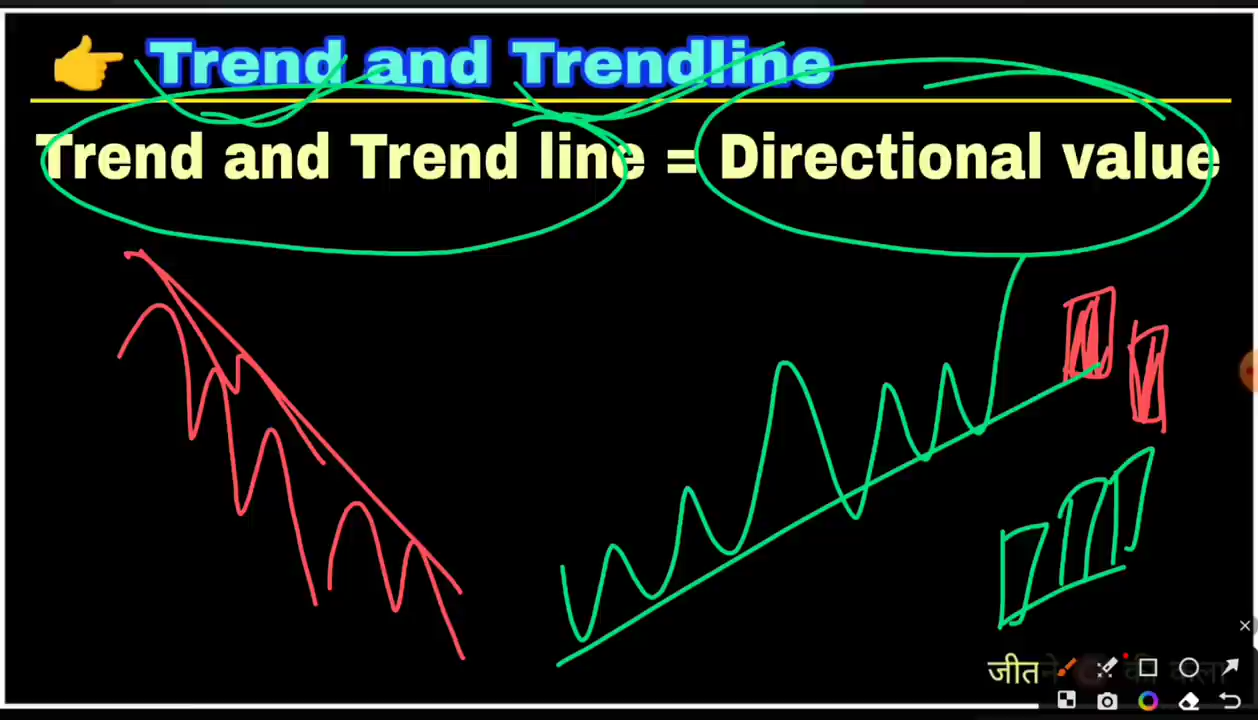 Trend and Trendline
Trend and Trend line = Directional value
जीत